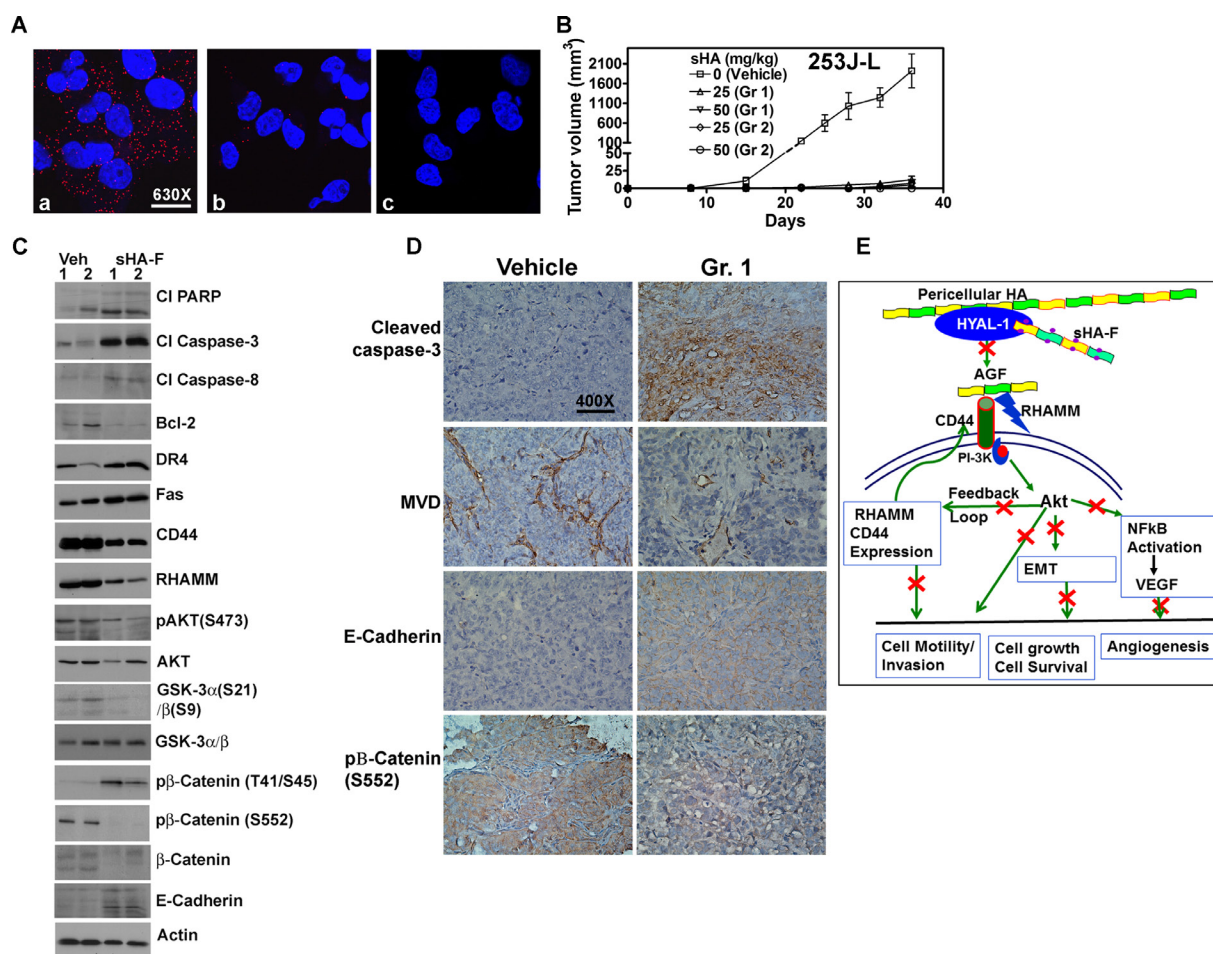 A
a
630X
b
c
B
Tumor volume (mm³)
2100
1600
1100
600
100
25
0
0
10
20
30
40
Days
253J-L
sHA (mg/kg)
0 (Vehicle)
25 (Gr 1)
50 (Gr 1)
25 (Gr 2)
50 (Gr 2)
C
Veh sHA-F
1 2 1 2
Cl PARP
Cl Caspase-3
Cl Caspase-8
Bcl-2
DR4
Fas
CD44
RHAMM
pAKT(S473)
AKT
GSK-3α(S21)
/β(S9)
GSK-3α/β
pβ-Catenin (T41/S45)
pβ-Catenin (S552)
β-Catenin
E-Cadherin
Actin
D
Vehicle Gr. 1
Cleaved
caspase-3
400X
MVD
E-Cadherin
pB-Catenin
(S552)
E
Pericellular HA
HYAL-1
sHA-F
AGF
RHAMM
CD44
PI-3K
Feedback
Loop
Akt
RHAMM
CD44
Expression
EMT
NFkB
Activation
VEGF
Cell Motility/
Invasion
Cell growth
Cell Survival
Angiogenesis